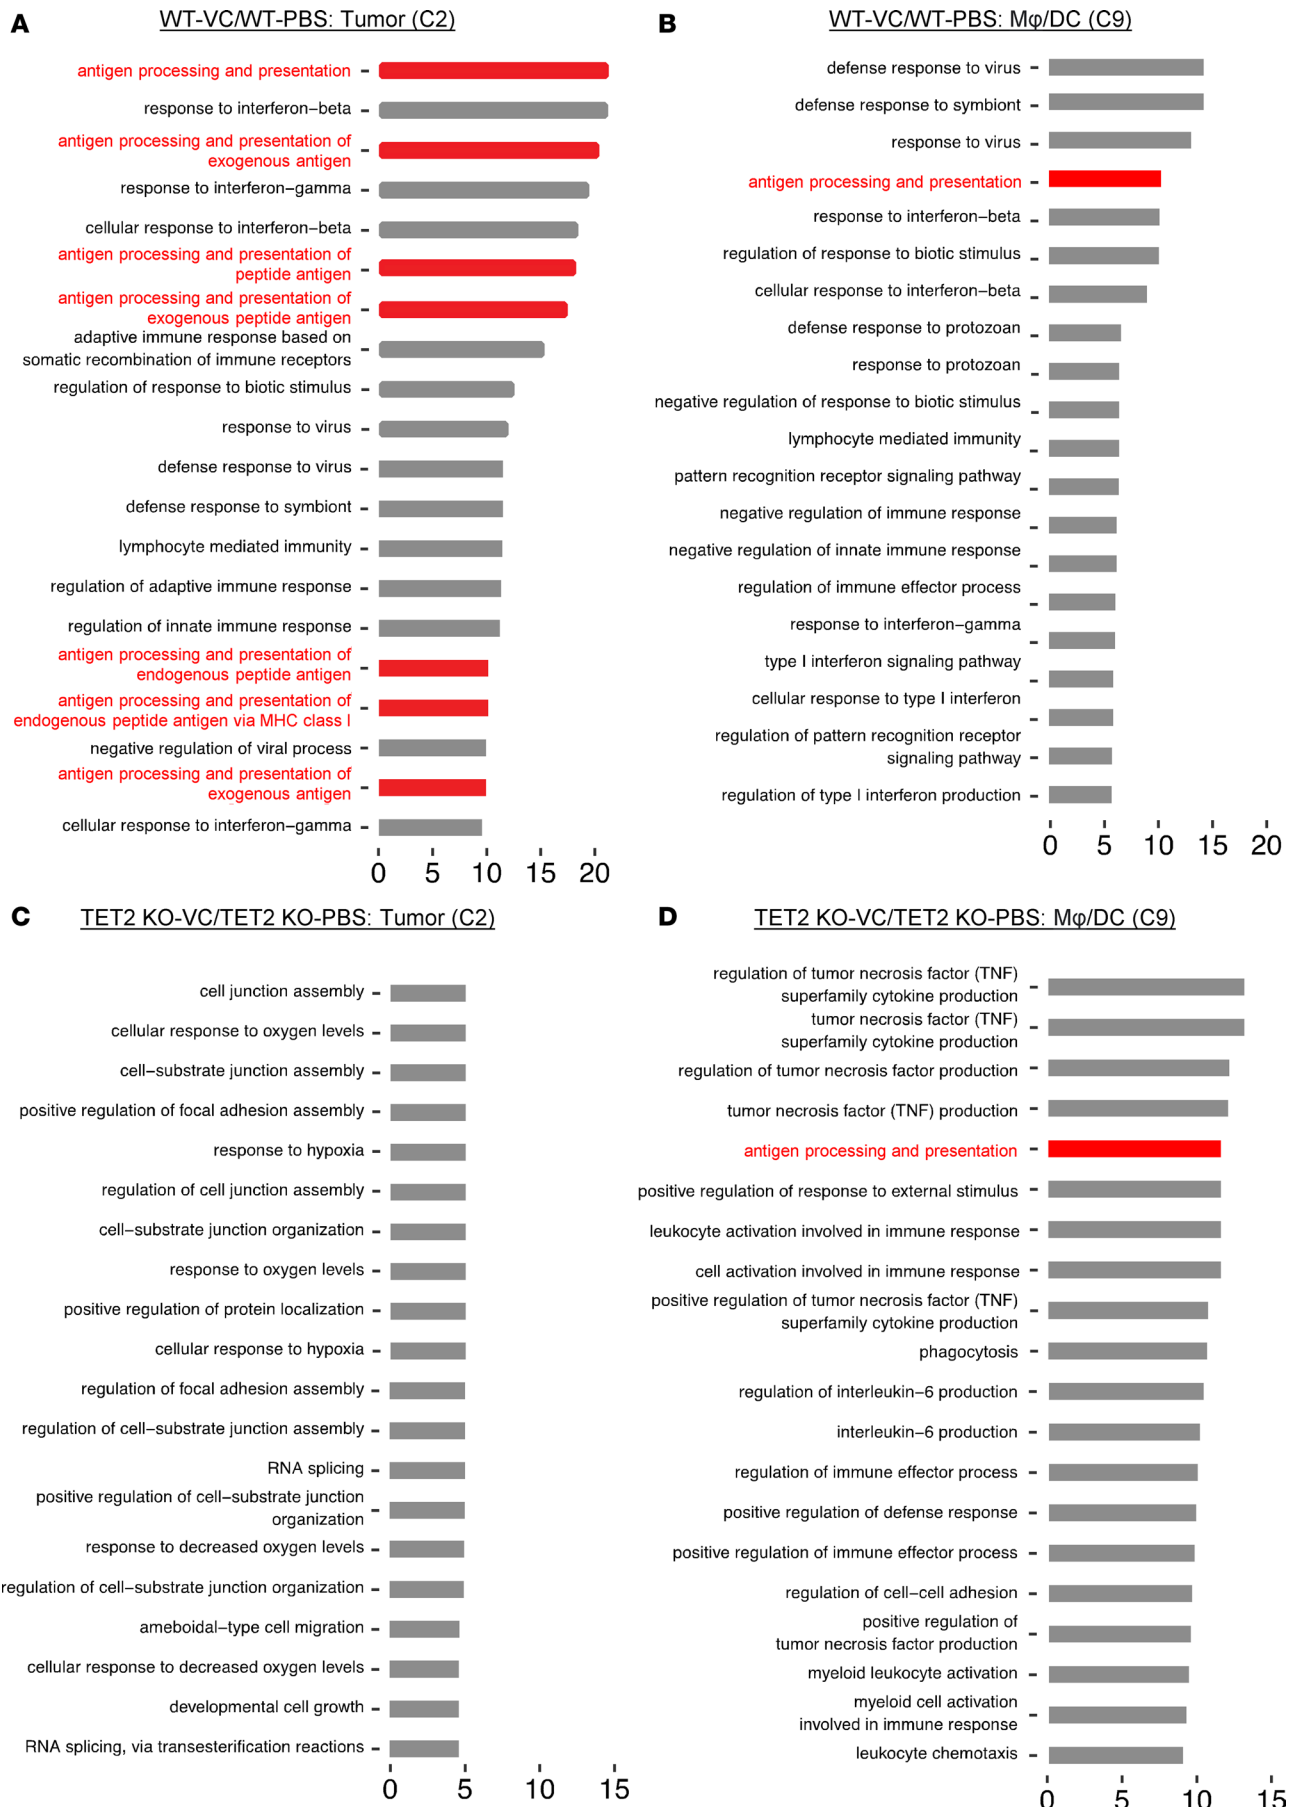 A
WT-VC/WT-PBS: Tumor (C2)
antigen processing and presentation
response to interferon–beta
antigen processing and presentation of
exogenous antigen
response to interferon–gamma
cellular response to interferon–beta
antigen processing and presentation of
peptide antigen
antigen processing and presentation of
exogenous peptide antigen
adaptive immune response based on
somatic recombination of immune receptors
regulation of response to biotic stimulus
response to virus
defense response to virus
defense response to symbiont
lymphocyte mediated immunity
regulation of adaptive immune response
regulation of innate immune response
antigen processing and presentation of
endogenous peptide antigen
antigen processing and presentation of
endogenous peptide antigen via MHC class I
negative regulation of viral process
antigen processing and presentation of
exogenous antigen
cellular response to interferon–gamma
0 5 10 15 20
B
WT-VC/WT-PBS: Mφ/DC (C9)
defense response to virus
defense response to symbiont
response to virus
antigen processing and presentation
response to interferon–beta
regulation of response to biotic stimulus
cellular response to interferon–beta
defense response to protozoan
response to protozoan
negative regulation of response to biotic stimulus
lymphocyte mediated immunity
pattern recognition receptor signaling pathway
negative regulation of immune response
negative regulation of innate immune response
regulation of immune effector process
response to interferon–gamma
type I interferon signaling pathway
cellular response to type I interferon
regulation of pattern recognition receptor
signaling pathway
regulation of type I interferon production
0 5 10 15 20
C
TET2 KO-VC/TET2 KO-PBS: Tumor (C2)
cell junction assembly
cellular response to oxygen levels
cell–substrate junction assembly
positive regulation of focal adhesion assembly
response to hypoxia
regulation of cell junction assembly
cell–substrate junction organization
response to oxygen levels
positive regulation of protein localization
cellular response to hypoxia
regulation of focal adhesion assembly
regulation of cell–substrate junction assembly
RNA splicing
positive regulation of cell–substrate junction
organization
response to decreased oxygen levels
regulation of cell–substrate junction organization
ameboidal–type cell migration
cellular response to decreased oxygen levels
developmental cell growth
RNA splicing, via transesterification reactions
0 5 10 15
D
TET2 KO-VC/TET2 KO-PBS: Mφ/DC (C9)
regulation of tumor necrosis factor (TNF)
superfamily cytokine production
tumor necrosis factor (TNF)
superfamily cytokine production
regulation of tumor necrosis factor production
tumor necrosis factor (TNF) production
antigen processing and presentation
positive regulation of response to external stimulus
leukocyte activation involved in immune response
cell activation involved in immune response
positive regulation of tumor necrosis factor (TNF)
superfamily cytokine production
phagocytosis
regulation of interleukin–6 production
interleukin–6 production
regulation of immune effector process
positive regulation of defense response
positive regulation of immune effector process
regulation of cell–cell adhesion
positive regulation of
tumor necrosis factor production
myeloid leukocyte activation
myeloid cell activation
involved in immune response
leukocyte chemotaxis
0 5 10 15